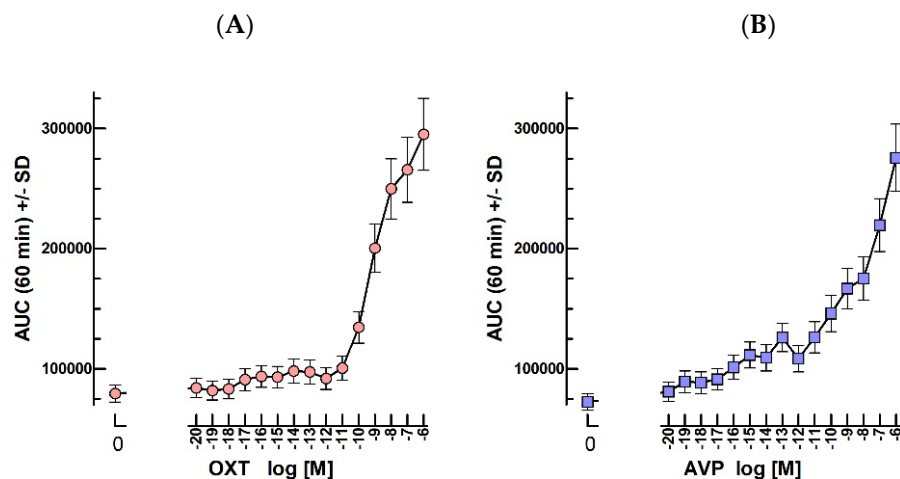 (A)
AUC (60 min) +/- SD
300000
200000
100000
0
-20 -19 -18 -17 -16 -15 -14 -13 -12 -11 -10 -9 -8 -7 -6
OXT log [M]
(B)
AUC (60 min) +/- SD
300000
200000
100000
0
-20 -19 -18 -17 -16 -15 -14 -13 -12 -11 -10 -9 -8 -7 -6
AVP log [M]